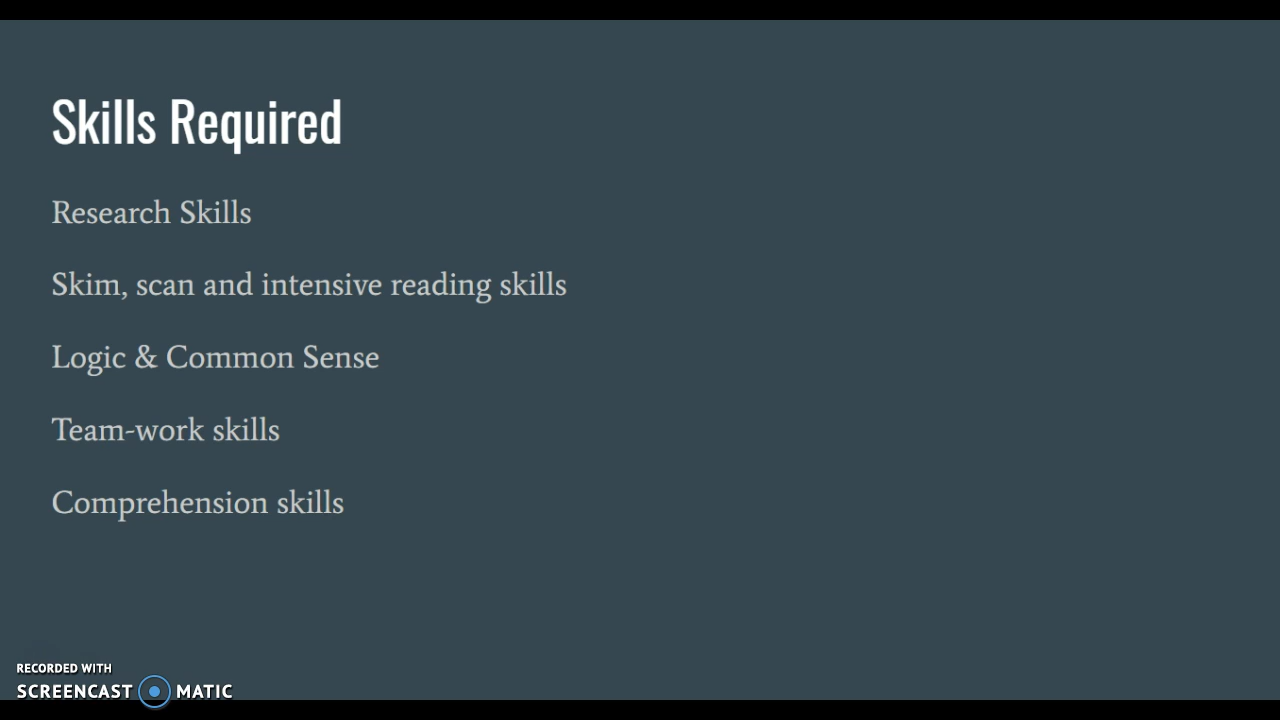 Skills Required
Research Skills
Skim, scan and intensive reading skills
Logic & Common Sense
Team-work skills
Comprehension skills
RECORDED WITH
SCREENCAST MATIC